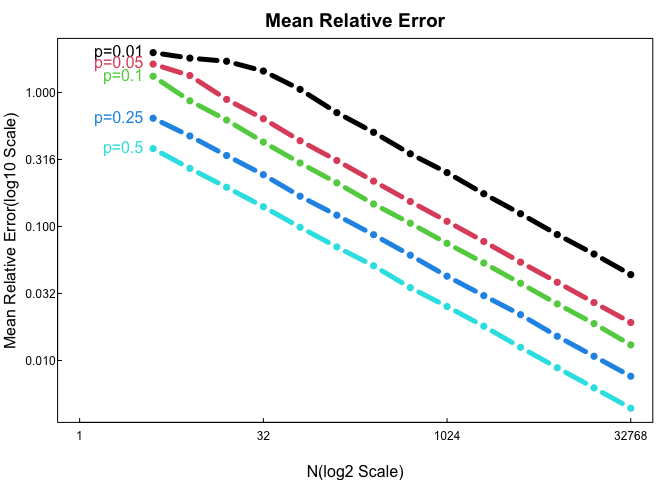 Mean Relative Error
Mean Relative Error(log10 Scale)
1.000
0.316
0.100
0.032
0.010
p=0.01
p=0.05
p=0.1
p=0.25
p=0.5
1
32
1024
32768
N(log2 Scale)